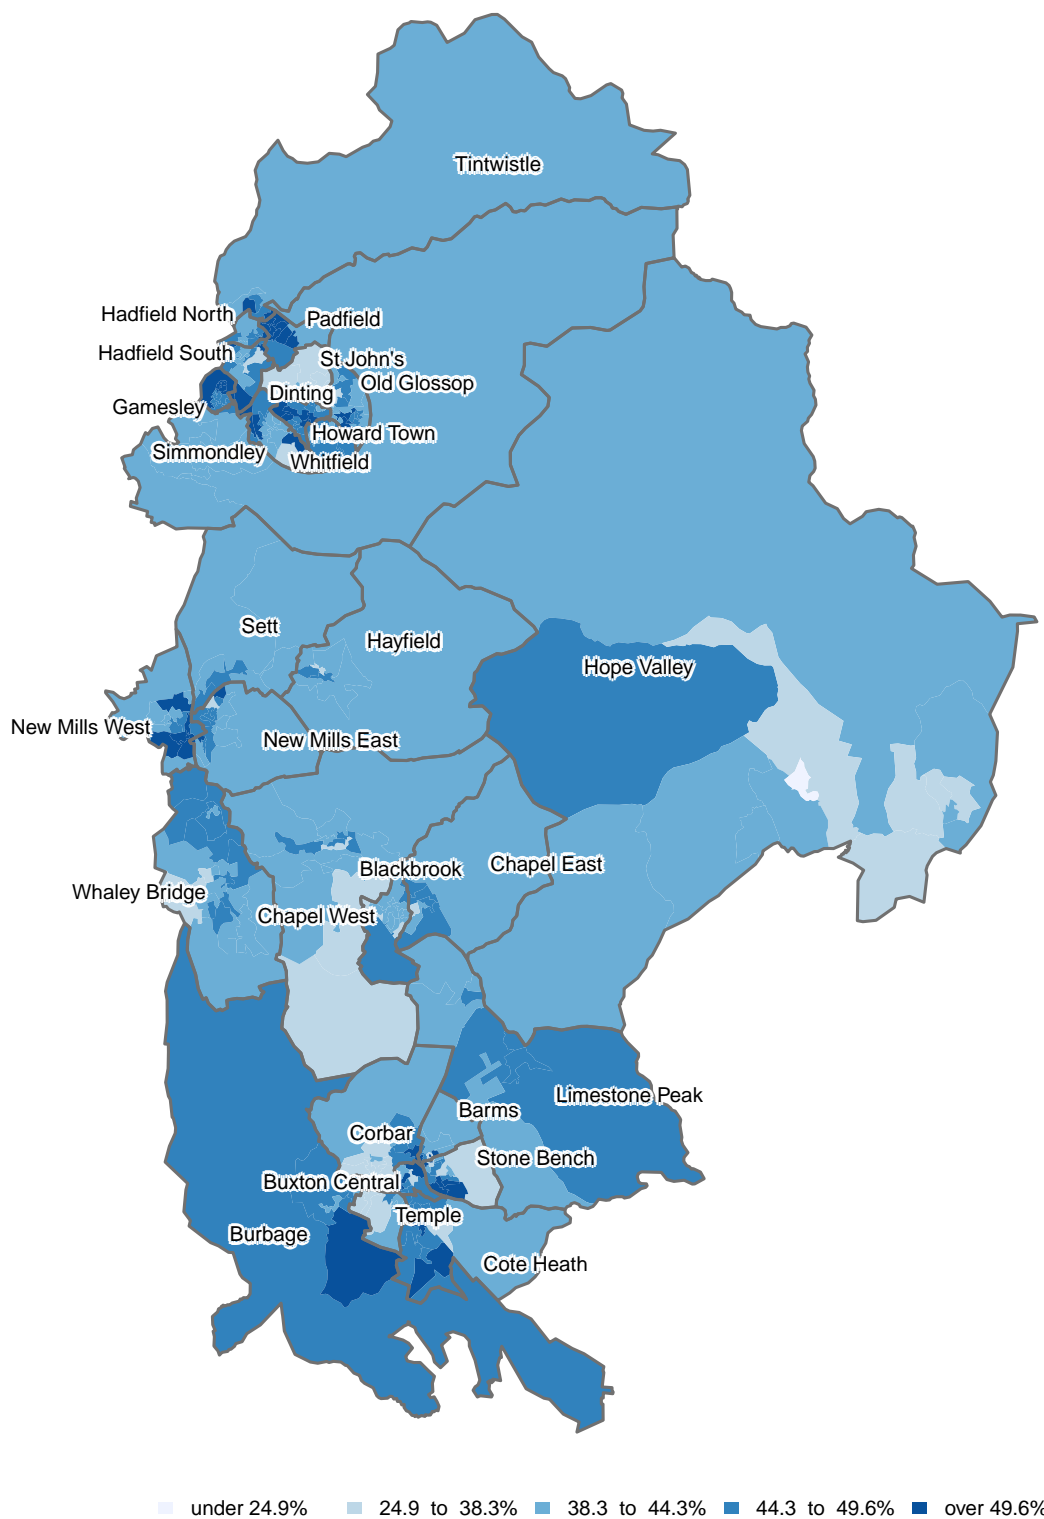 Tintwistle
Hadfield North
Padfield
Hadfield South
St John's
Old Glossop
Dinting
Gamesley
Howard Town
Simmondley
Whitfield
Sett
Hayfield
Hope Valley
New Mills West
New Mills East
Blackbrook
Chapel East
Whaley Bridge
Chapel West
Limestone Peak
Barms
Corbar
Stone Bench
Buxton Central
Temple
Burbage
Cote Heath
under 24.9% 24.9 to 38.3% 38.3 to 44.3% 44.3 to 49.6% over 49.6%